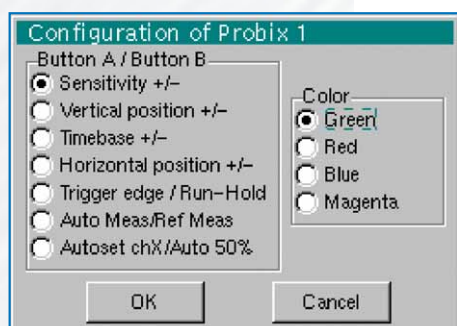 Configuration of Probix 1
Button A / Button B
Sensitivity +/-
Vertical position +/-
Timebase +/-
Horizontal position +/-
Trigger edge / Run-Hold
Auto Meas/Ref Meas
Autoset chX/Auto 50%
Color
Green
Red
Blue
Magenta
OK
Cancel